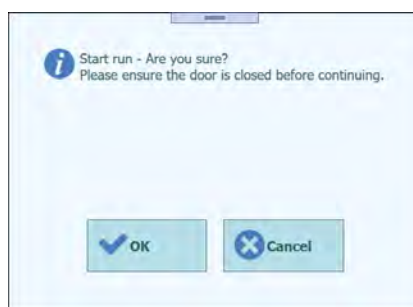 Start run - Are you sure?
Please ensure the door is closed before continuing.
OK
Cancel